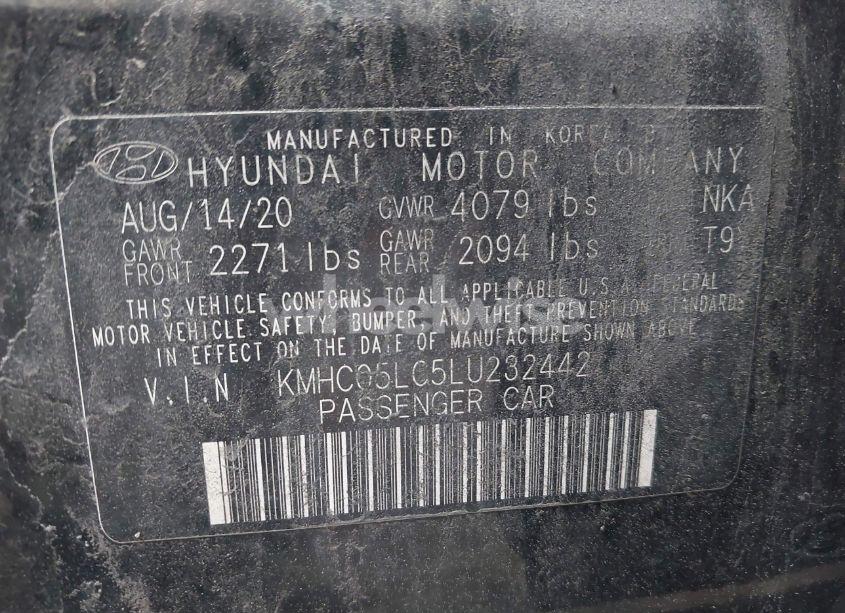 MANUFACTURED IN KOREA BY
HYUNDAI MOTOR COMPANY
AUG/14/20 GVWR 4079 lbs NKA
GAWR FRONT 2271 lbs GAWR REAR 2094 lbs T9
THIS VEHICLE CONFORMS TO ALL APPLICABLE U.S.A. FEDERAL
MOTOR VEHICLE SAFETY, BUMPER, AND THEFT PREVENTION STANDARDS
IN EFFECT ON THE DATE OF MANUFACTURE SHOWN ABOVE
V.I.N KMHC05LC5LU232442
PASSENGER CAR
wheelwise